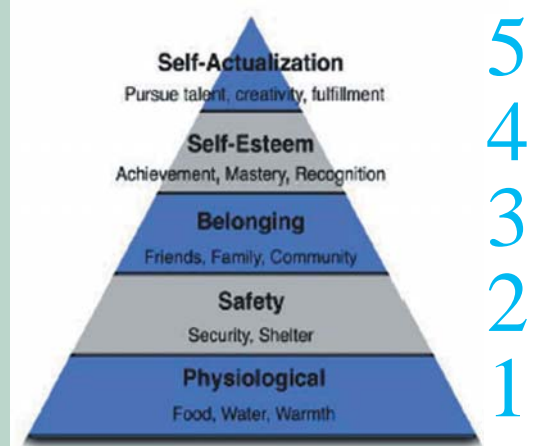 Self-Actualization 5
Pursue talent, creativity, fulfillment
Self-Esteem 4
Achievement, Mastery, Recognition
Belonging 3
Friends, Family, Community
Safety 2
Security, Shelter
Physiological 1
Food, Water, Warmth